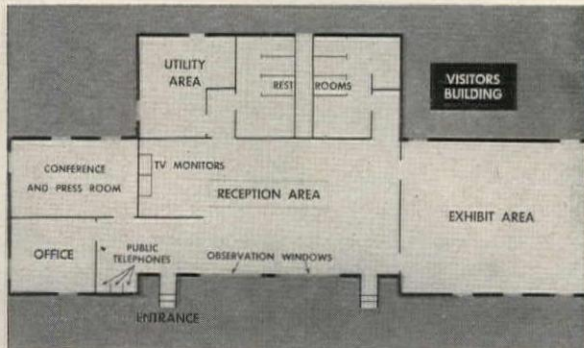 UTILITY
AREA
REST ROOMS
VISITORS
BUILDING
CONFERENCE
AND PRESS ROOM
TV MONITORS
RECEPTION AREA
EXHIBIT AREA
OFFICE
PUBLIC
TELEPHONES
OBSERVATION WINDOWS
ENTRANCE